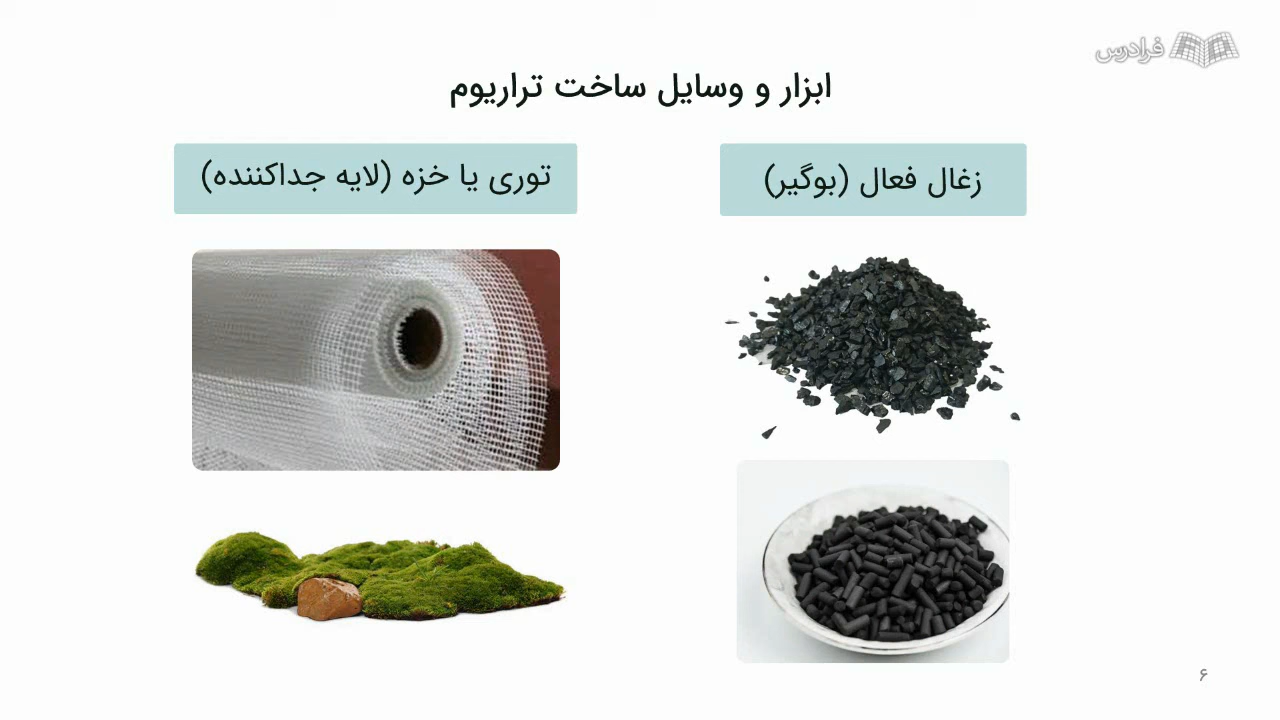 فرادرس
ابزار و وسایل ساخت تراریوم
زغال فعال (بوگیر)
توری یا خزه (لایه جداکننده)
۶